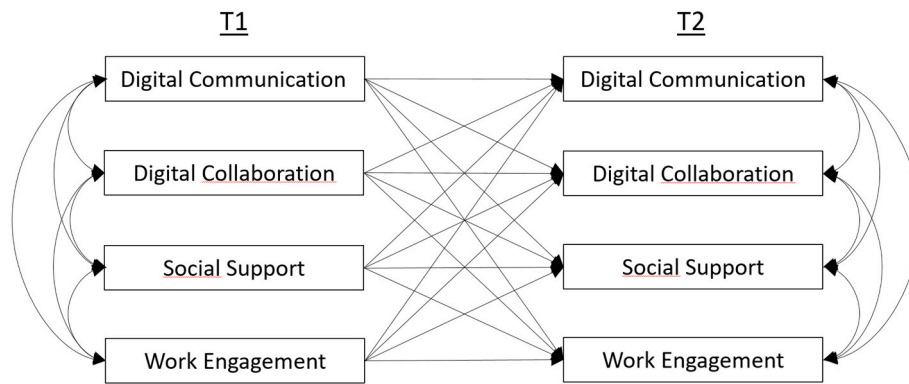 T1 T2
Digital Communication Digital Communication
Digital Collaboration Digital Collaboration
Social Support Social Support
Work Engagement Work Engagement